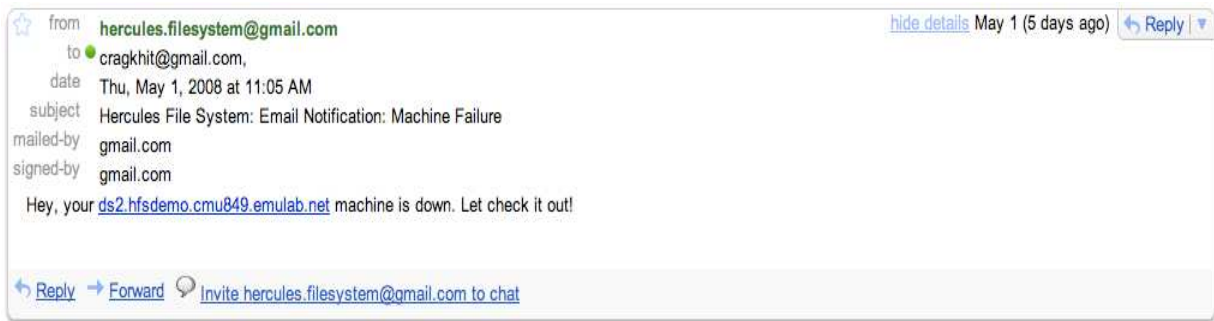 from hercules.filesystem@gmail.com hide details May 1 (5 days ago) Reply
to cragkhit@gmail.com,
date Thu, May 1, 2008 at 11:05 AM
subject Hercules File System: Email Notification: Machine Failure
mailed-by gmail.com
signed-by gmail.com
Hey, your ds2.hfsdemo.cmu849.emulab.net machine is down. Let check it out!
Reply Forward Invite hercules.filesystem@gmail.com to chat